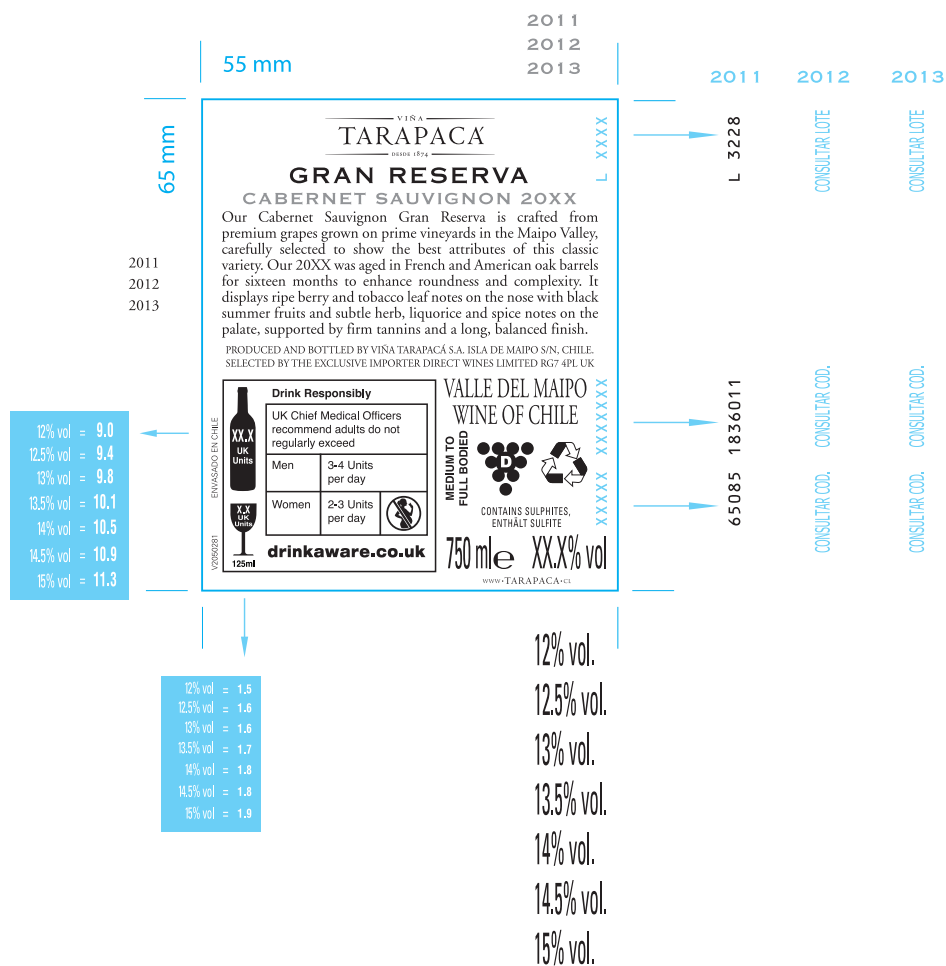 2011
2012
2013
55 mm
65 mm
2011 2012 2013
VIÑA
TARAPACÁ
DESDE 1874
GRAN RESERVA
CABERNET SAUVIGNON 20XX
Our Cabernet Sauvignon Gran Reserva is crafted from
premium grapes grown on prime vineyards in the Maipo Valley,
carefully selected to show the best attributes of this classic
variety. Our 20XX was aged in French and American oak barrels
for sixteen months to enhance roundness and complexity. It
displays ripe berry and tobacco leaf notes on the nose with black
summer fruits and subtle herb, liquorice and spice notes on the
palate, supported by firm tannins and a long, balanced finish.
PRODUCED AND BOTTLED BY VIÑA TARAPACÁ S.A. ISLA DE MAIPO S/N, CHILE.
SELECTED BY THE EXCLUSIVE IMPORTER DIRECT WINES LIMITED RG7 4PL UK
L XXXX
L 3228
CONSULTAR LOTE
CONSULTAR LOTE
2011
2012
2013
ENVASADO EN CHILE
V2050281
XX.X
UK
Units
X.X
UK
Units
125ml
Drink Responsibly
UK Chief Medical Officers
recommend adults do not
regularly exceed
Men 3-4 Units
per day
Women 2-3 Units
per day
drinkaware.co.uk
VALLE DEL MAIPO
WINE OF CHILE
MEDIUM TO
FULL BODIED
D
CONTAINS SULPHITES,
ENTHÄLT SULFITE
750 ml e XX.X% vol
WWW•TARAPACA•CL
XXXXX XXXXXXX
65085 1836011
CONSULTAR COD. CONSULTAR COD.
CONSULTAR COD. CONSULTAR COD.
12% vol = 9.0
12.5% vol = 9.4
13% vol = 9.8
13.5% vol = 10.1
14% vol = 10.5
14.5% vol = 10.9
15% vol = 11.3
12% vol = 1.5
12.5% vol = 1.6
13% vol = 1.6
13.5% vol = 1.7
14% vol = 1.8
14.5% vol = 1.8
15% vol = 1.9
12% vol.
12.5% vol.
13% vol.
13.5% vol.
14% vol.
14.5% vol.
15% vol.